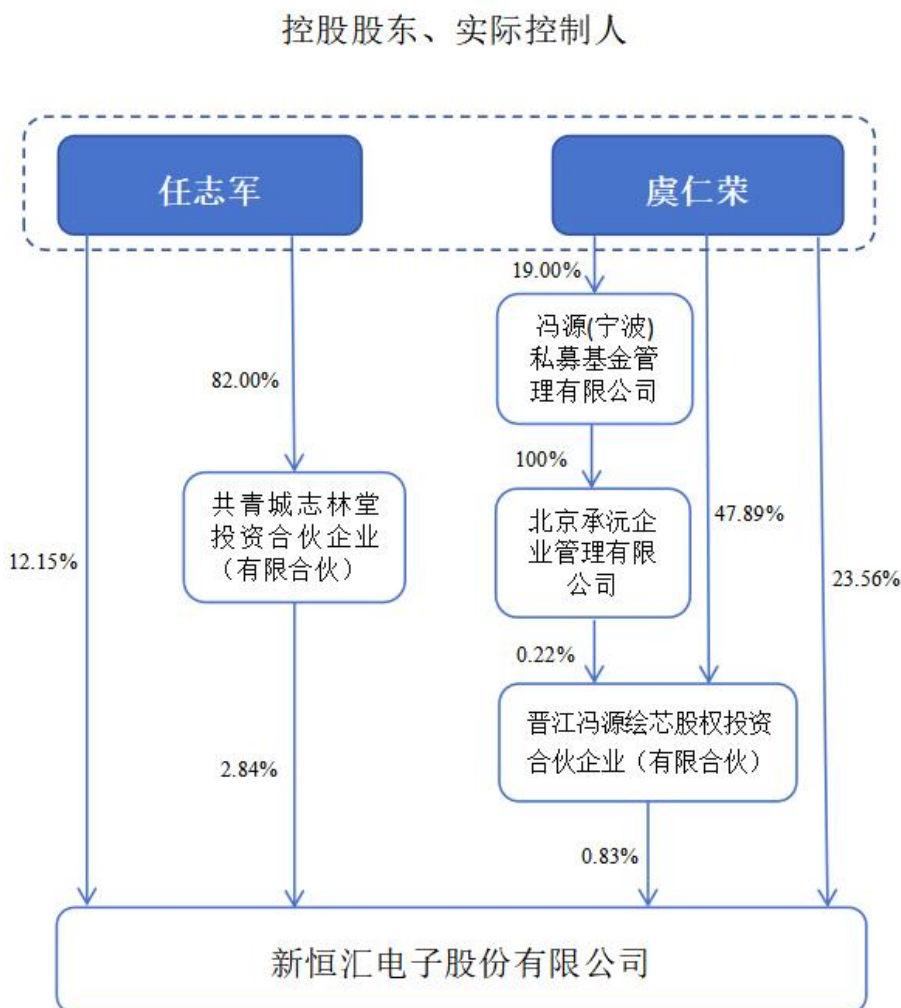 控股股东、实际控制人
任志军
虞仁荣
19.00%
冯源(宁波)
私募基金管
理有限公司
82.00%
100%
共青城志林堂
投资合伙企业
（有限合伙）
北京承沅企
业管理有限
公司
47.89%
12.15%
23.56%
0.22%
晋江冯源绘芯股权投资
合伙企业（有限合伙）
2.84%
0.83%
新恒汇电子股份有限公司